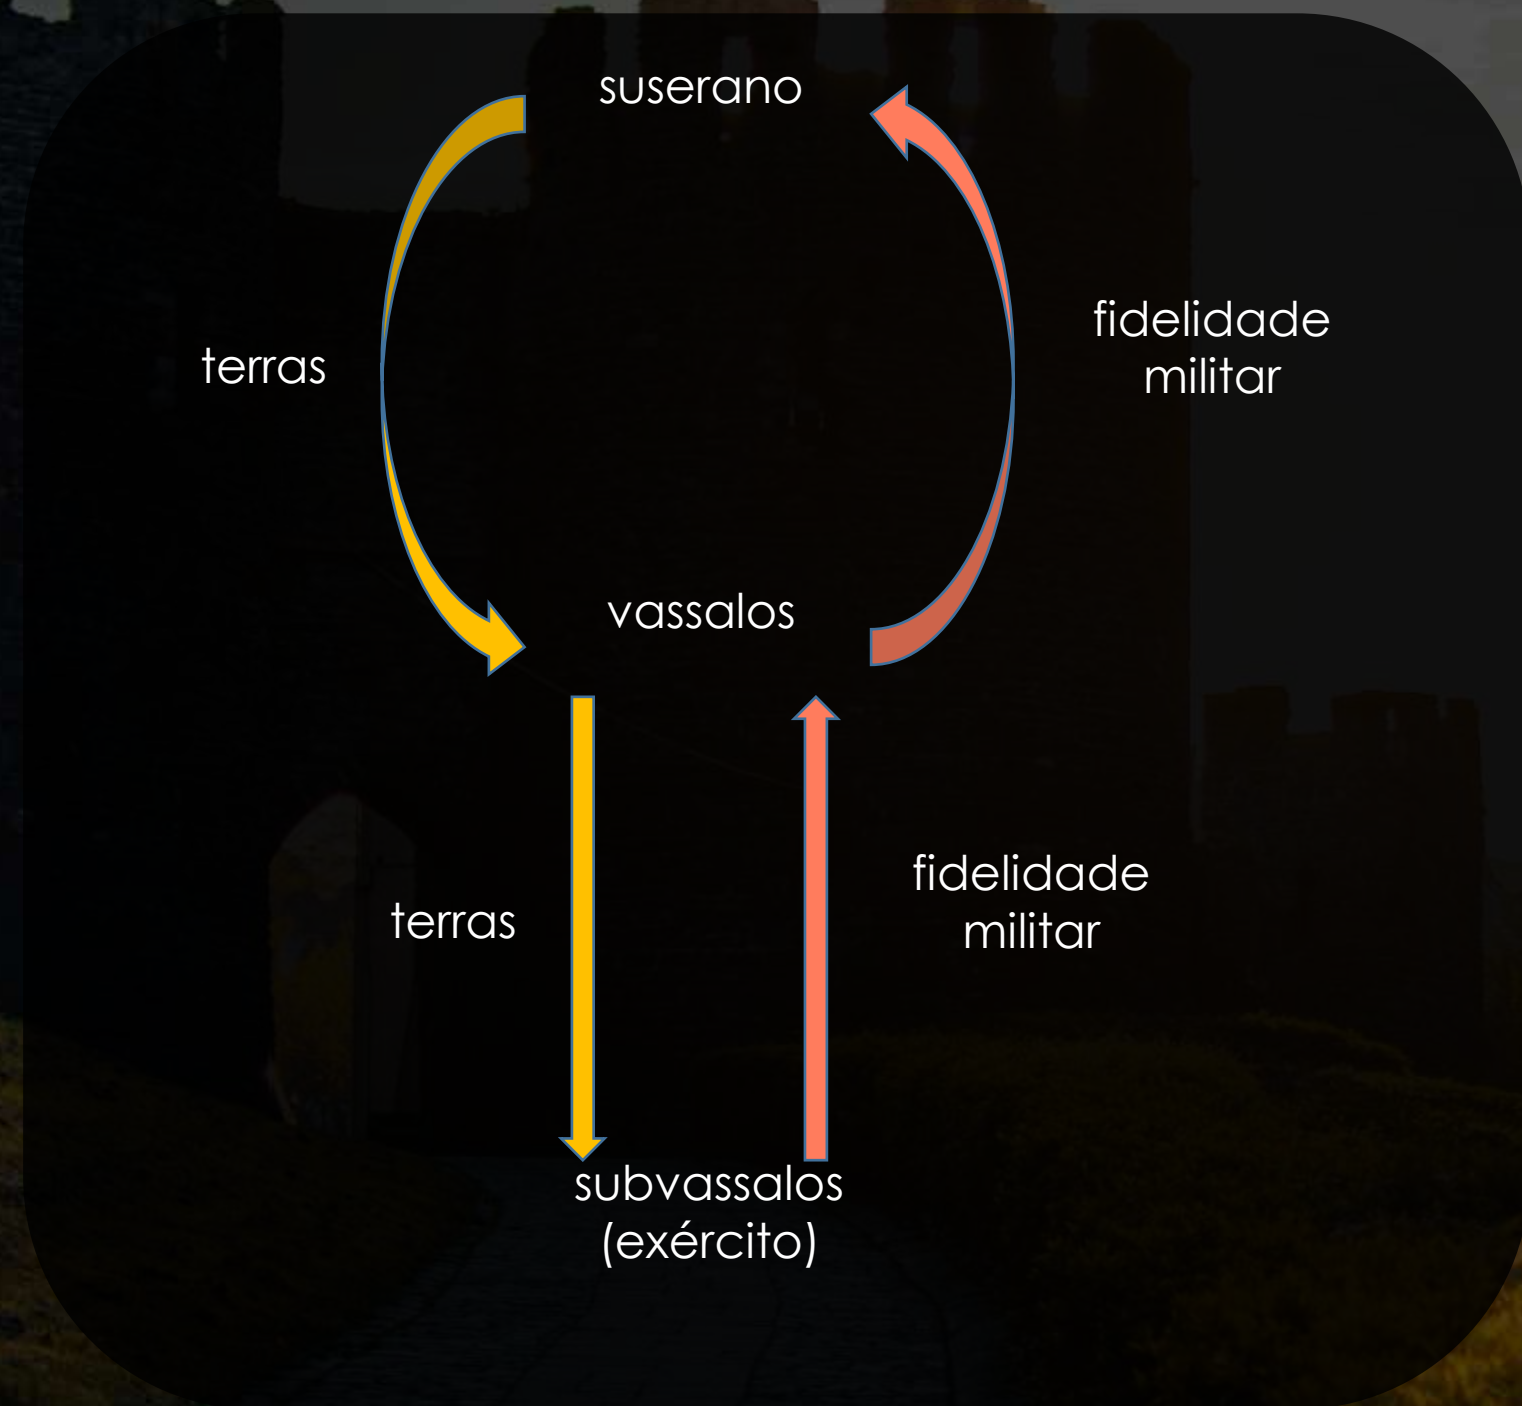 suserano
terras
fidelidade
militar
vassalos
terras
fidelidade
militar
subvassalos
(exército)